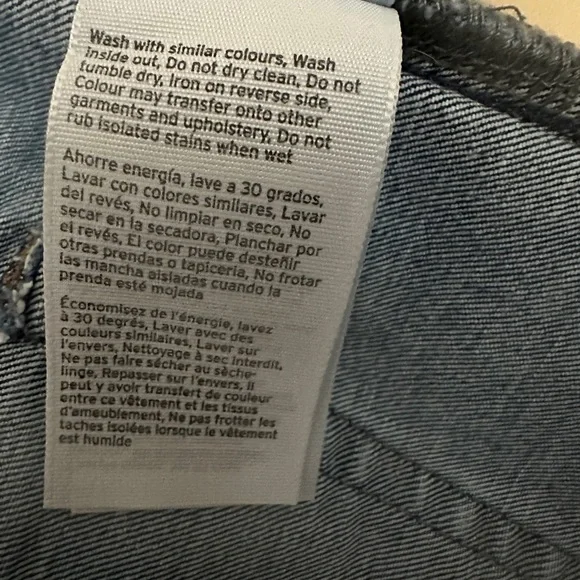 Wash with similar colours, Wash
inside out, Do not dry clean, Do not
tumble dry, Iron on reverse side,
Colour may transfer onto other
garments and upholstery, Do not
rub isolated stains when wet
Ahorre energía, lave a 30 grados,
Lavar con colores similares, Lavar
del revés, No limpiar en seco, No
secar en la secadora, Planchar por
el revés, El color puede desteñir
otras prendas o tapiceria, No frotar
las mancha aisladas cuando la
prenda esté mojada
Économisez de l'énergie, lavez
à 30 degrés, Laver avec des
couleurs similaires, Laver sur
l'envers, Nettoyage à sec interdit,
Ne pas faire sécher au sèche-
linge, Repasser sur l'envers, Il
peut y avoir transfert de couleur
entre ce vêtement et les tissus
d'ameublement, Ne pas frotter les
taches isolées lorsque le vêtement
est humide